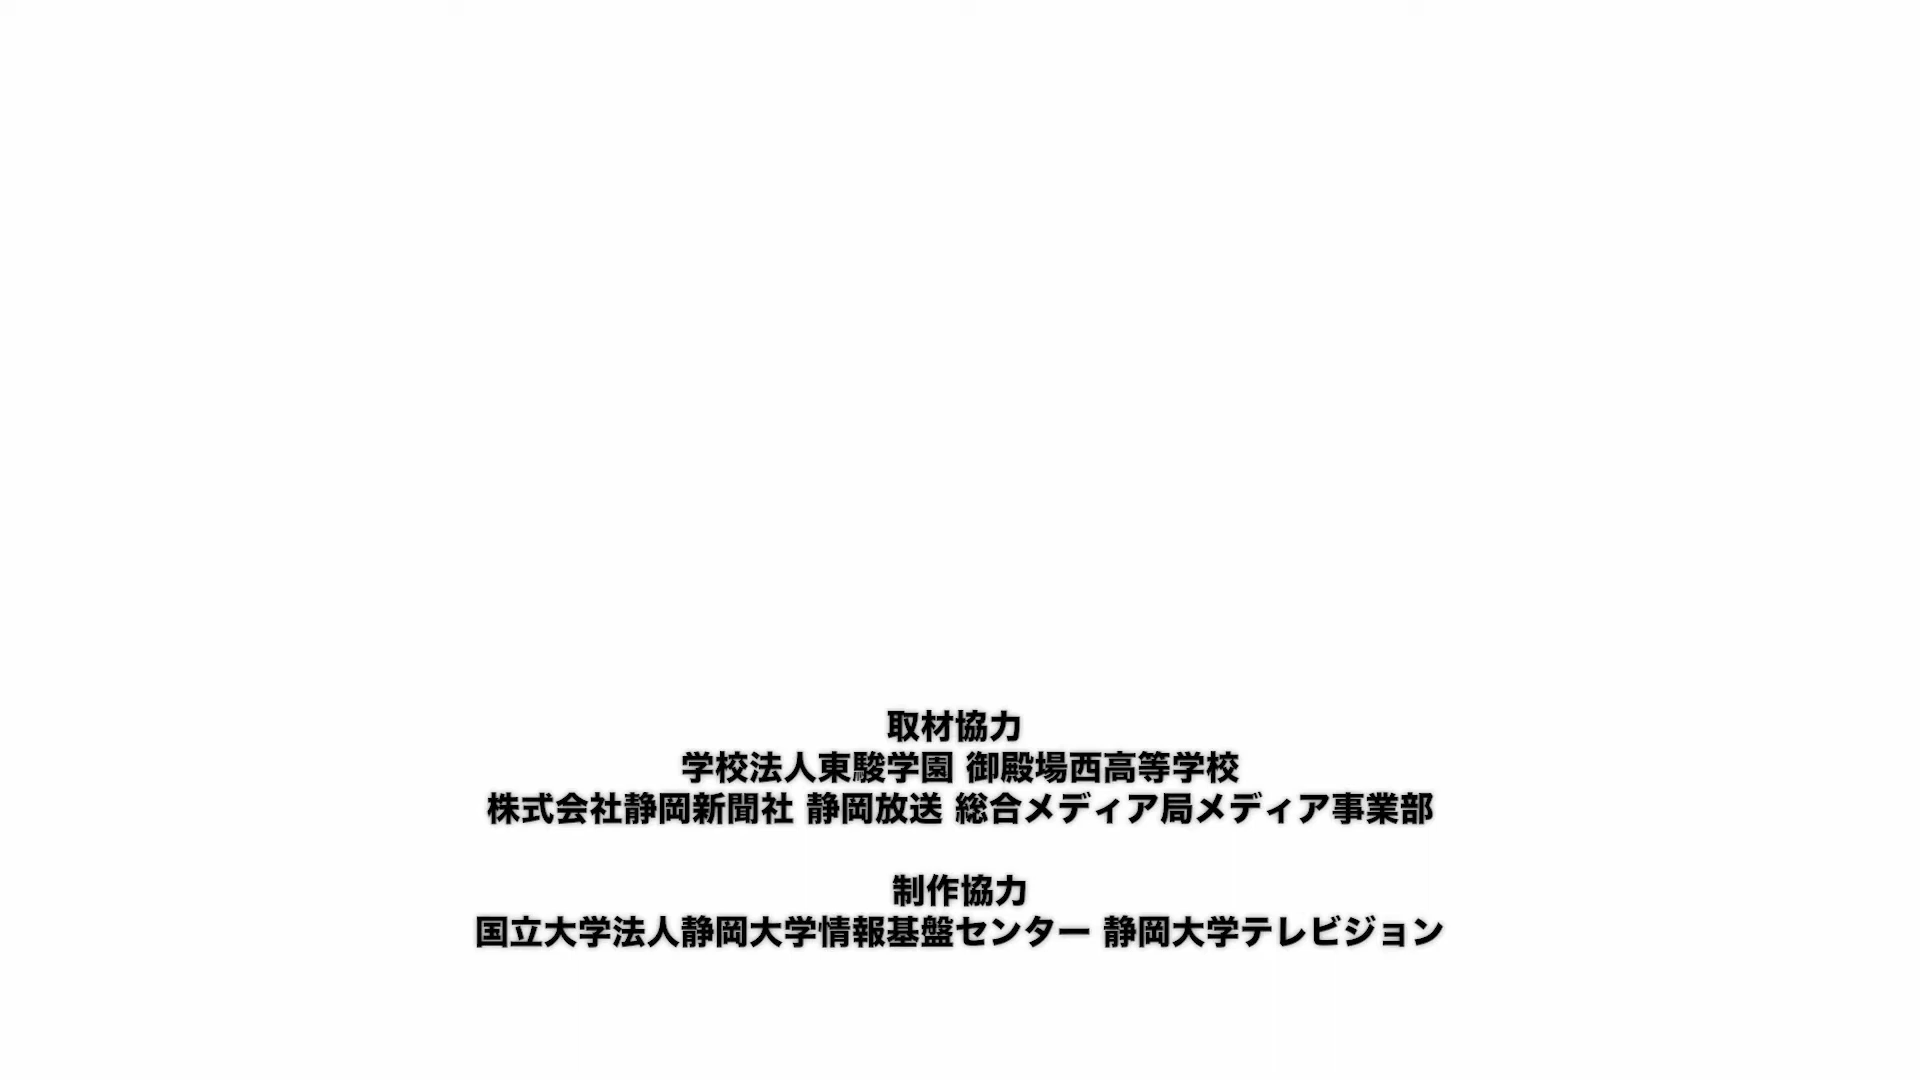 取材協力
学校法人東駿学園 御殿場西高等学校
株式会社静岡新聞社 静岡放送 総合メディア局メディア事業部
制作協力
国立大学法人静岡大学情報基盤センター 静岡大学テレビジョン